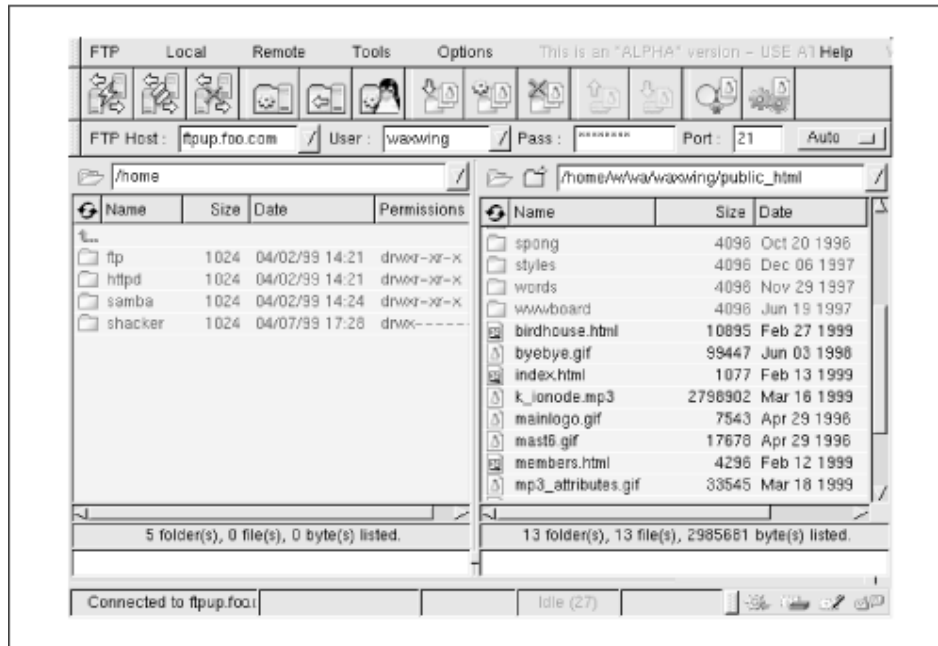 FTP Local Remote Tools Options This is an "ALPHA" version - USE AT Help
FTP Host : ftpup.foo.com User : waxwing Pass : ******** Port : 21 Auto
/home
/home/w/wa/waxwing/public_html
Name Size Date Permissions
ftp 1024 04/02/99 14:21 drwxr-xr-x
httpd 1024 04/02/99 14:21 drwxr-xr-x
samba 1024 04/02/99 14:24 drwxr-xr-x
shacker 1024 04/07/99 17:28 drwx------
5 folder(s), 0 file(s), 0 byte(s) listed.
Name Size Date
spong 4096 Oct 20 1996
styles 4096 Dec 06 1997
words 4096 Nov 29 1997
wwwboard 4096 Jun 19 1997
birdhouse.html 10895 Feb 27 1999
byebye.gif 99447 Jun 03 1998
index.html 1077 Feb 13 1999
k_ionode.mp3 2798902 Mar 16 1999
mainlogo.gif 7543 Apr 29 1996
mast6.gif 17678 Apr 29 1996
members.html 4296 Feb 12 1999
mp3_attributes.gif 33545 Mar 18 1999
13 folder(s), 13 file(s), 2985681 byte(s) listed.
Connected to ftpup.foo.c
Idle (27)